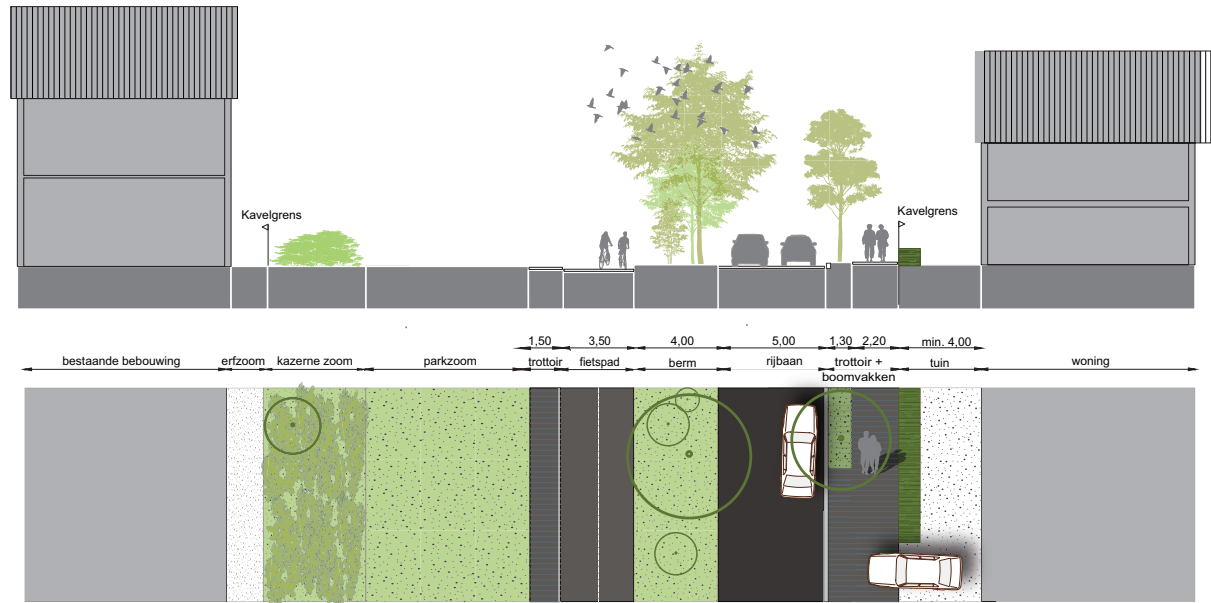 Kavelgrens
Kavelgrens
1,50 3,50 4,00 5,00 1,30 2,20 min. 4,00
bestaande bebouwing erfzoom kazerne zoom parkzoom trottoir fietspad berm rijbaan trottoir + tuin woning
boomvakken